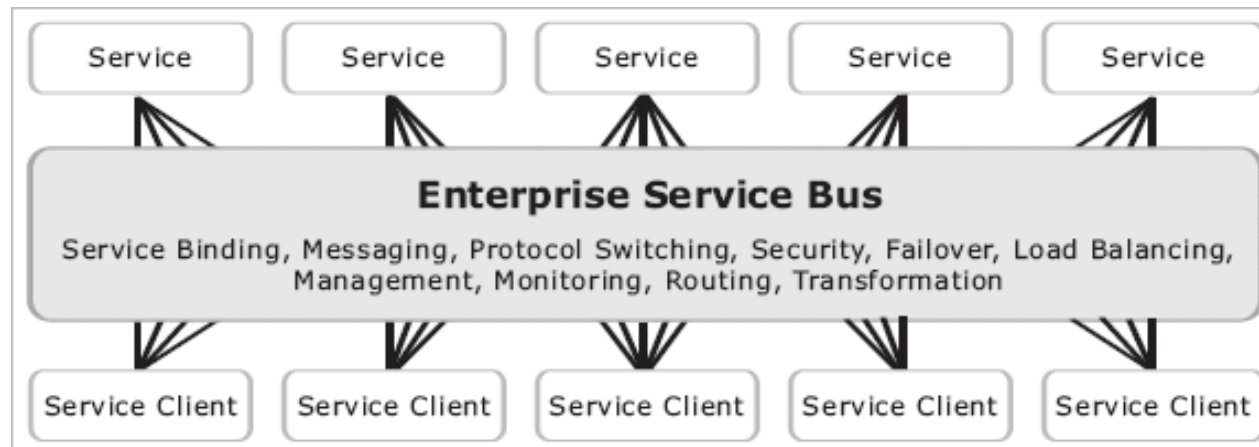 Service
Service
Service
Service
Service
Enterprise Service Bus
Service Binding, Messaging, Protocol Switching, Security, Failover, Load Balancing,
Management, Monitoring, Routing, Transformation
Service Client
Service Client
Service Client
Service Client
Service Client